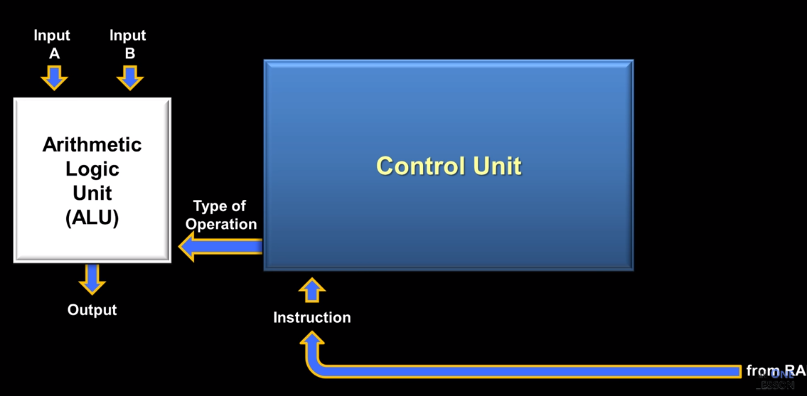 Input
A
Input
B
Arithmetic
Logic
Unit
(ALU)
Control Unit
Type of
Operation
Output
Instruction
from RA